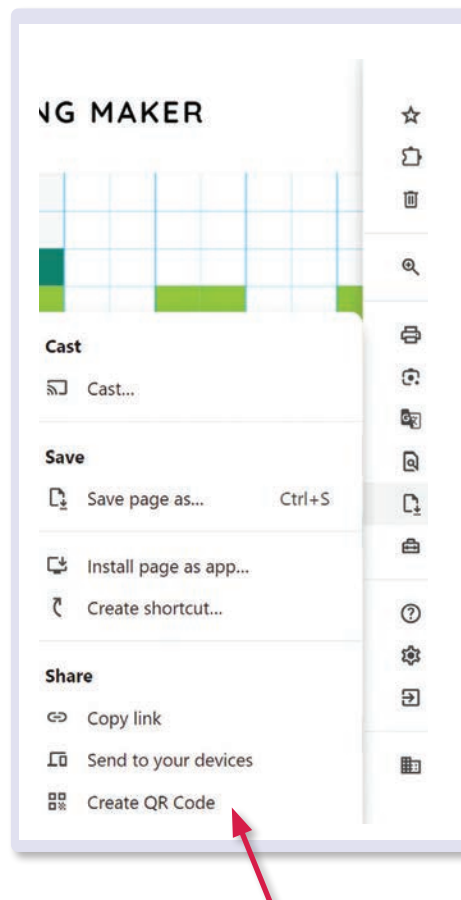 NG MAKER
Cast
Cast...
Save
Save page as... Ctrl+S
Install page as app...
Create shortcut...
Share
Copy link
Send to your devices
Create QR Code